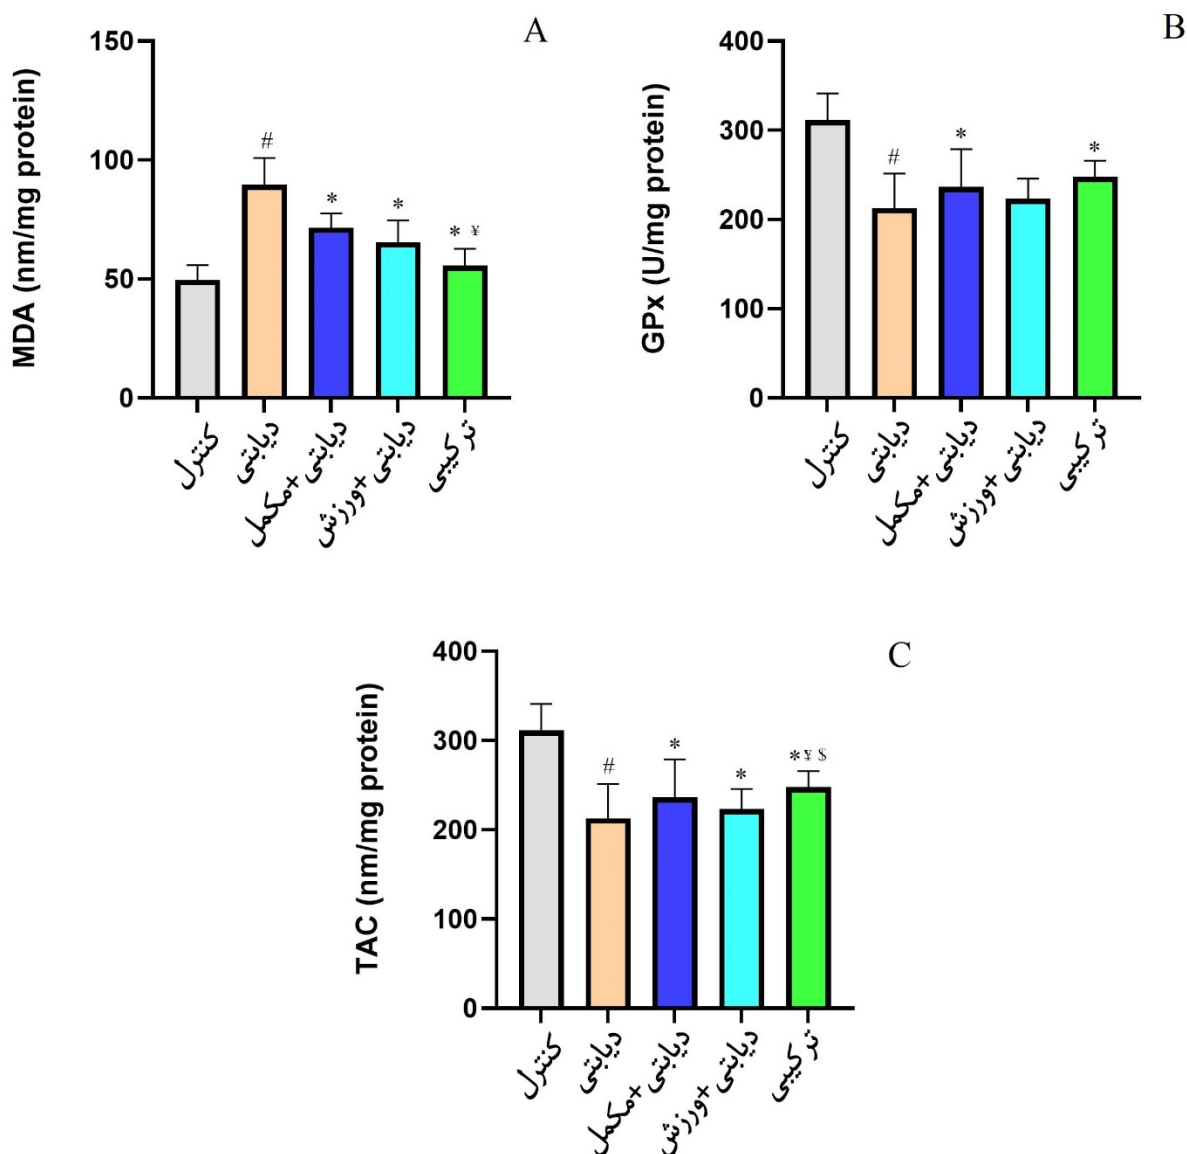 A
MDA (nm/mg protein)
150
100
50
0
#
*
*
* ¥
کنترل
دیابتی
دیابتی+مکمل
دیابتی+ورزش
ترکیبی
B
GPx (U/mg protein)
400
300
200
100
0
#
*
*
کنترل
دیابتی
دیابتی+مکمل
دیابتی+ورزش
ترکیبی
C
TAC (nm/mg protein)
400
300
200
100
0
#
*
*
*¥ $
کنترل
دیابتی
دیابتی+مکمل
دیابتی+ورزش
ترکیبی